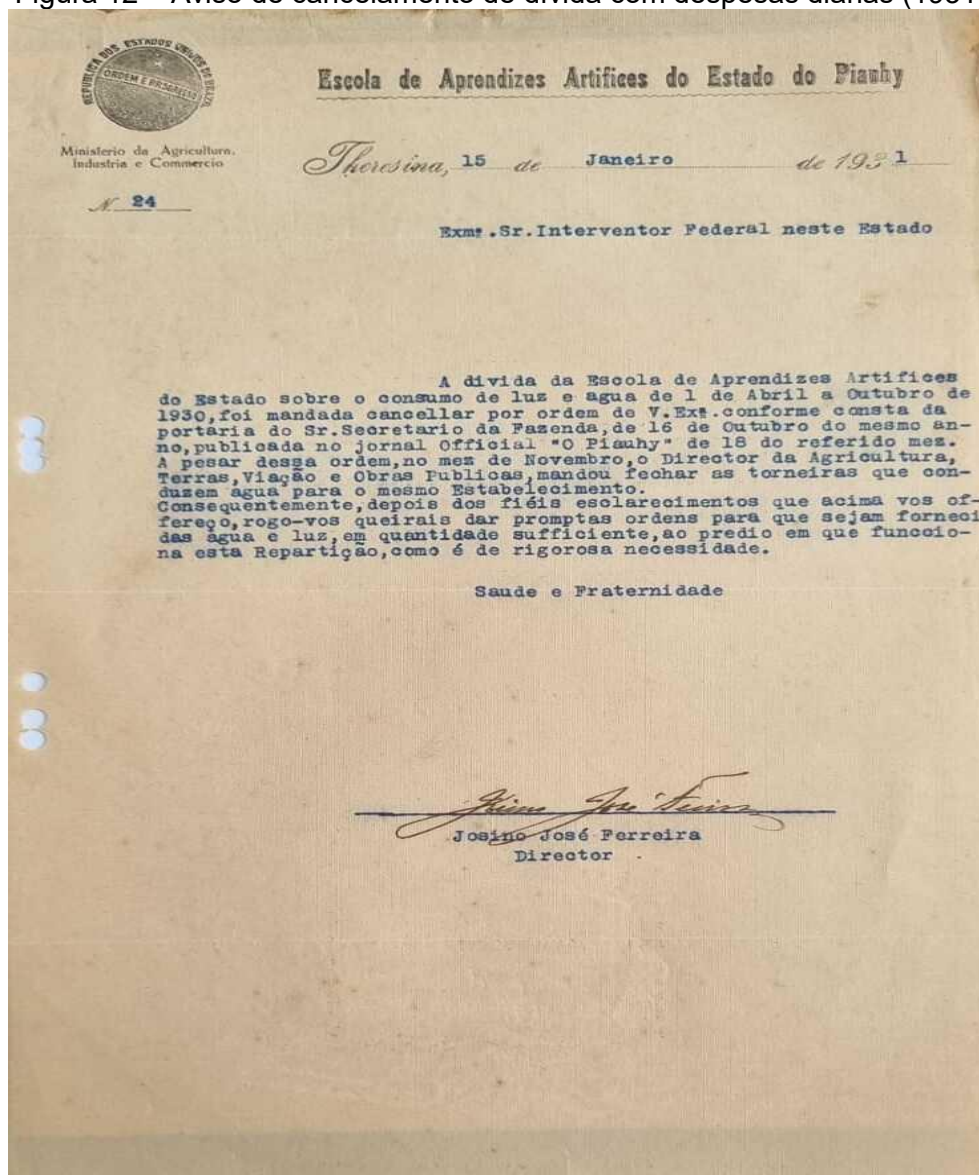 Figura 12 – Aviso de cancelamento de dívida com despesas diárias
REPUBLICA DOS ESTADOS UNIDOS DO BRAZIL
ORDEM E PROGRESSO
Escola de Aprendizes Artifices do Estado do Piauhy
Ministerio da Agricultura,
Industria e Commercio
Theresina, 15 de Janeiro de 1931
N. 24
Exmº.Sr.Interventor Federal neste Estado
A divida da Escola de Aprendizes Artifices
do Estado sobre o consumo de luz e agua de 1 de Abril a Outubro de
1930,foi mandada cancellar por ordem de V.Exª.conforme consta da
portaria do Sr.Secretario da Fazenda,de 16 de Outubro do mesmo an-
no,publicada no jornal Official "O Piauhy" de 18 do referido mez.
A pesar dessa ordem,no mez de Novembro,o Director da Agricultura,
Terras,Viação e Obras Publicas,mandou fechar as torneiras que con-
duzem agua para o mesmo Estabelecimento.
Consequentemente,depois dos fiéis esclarecimentos que acima vos of-
fereço,rogo-vos queirais dar promptas ordens para que sejam forneci
das agua e luz,em quantidade sufficiente,ao predio em que funccio-
na esta Repartição,como é de rigorosa necessidade.
Saude e Fraternidade
Josino José Ferreira
Director